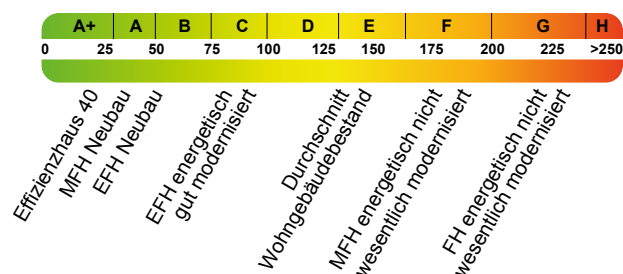 A+ A B C D E F G H
0 25 50 75 100 125 150 175 200 225 >250
Effizienzhaus 40
MFH Neubau
EFH Neubau
EFH energetisch
gut modernisiert
Durchschnitt
Wohngebäudebestand
MFH energetisch nicht
wesentlich modernisiert
FH energetisch nicht
wesentlich modernisiert